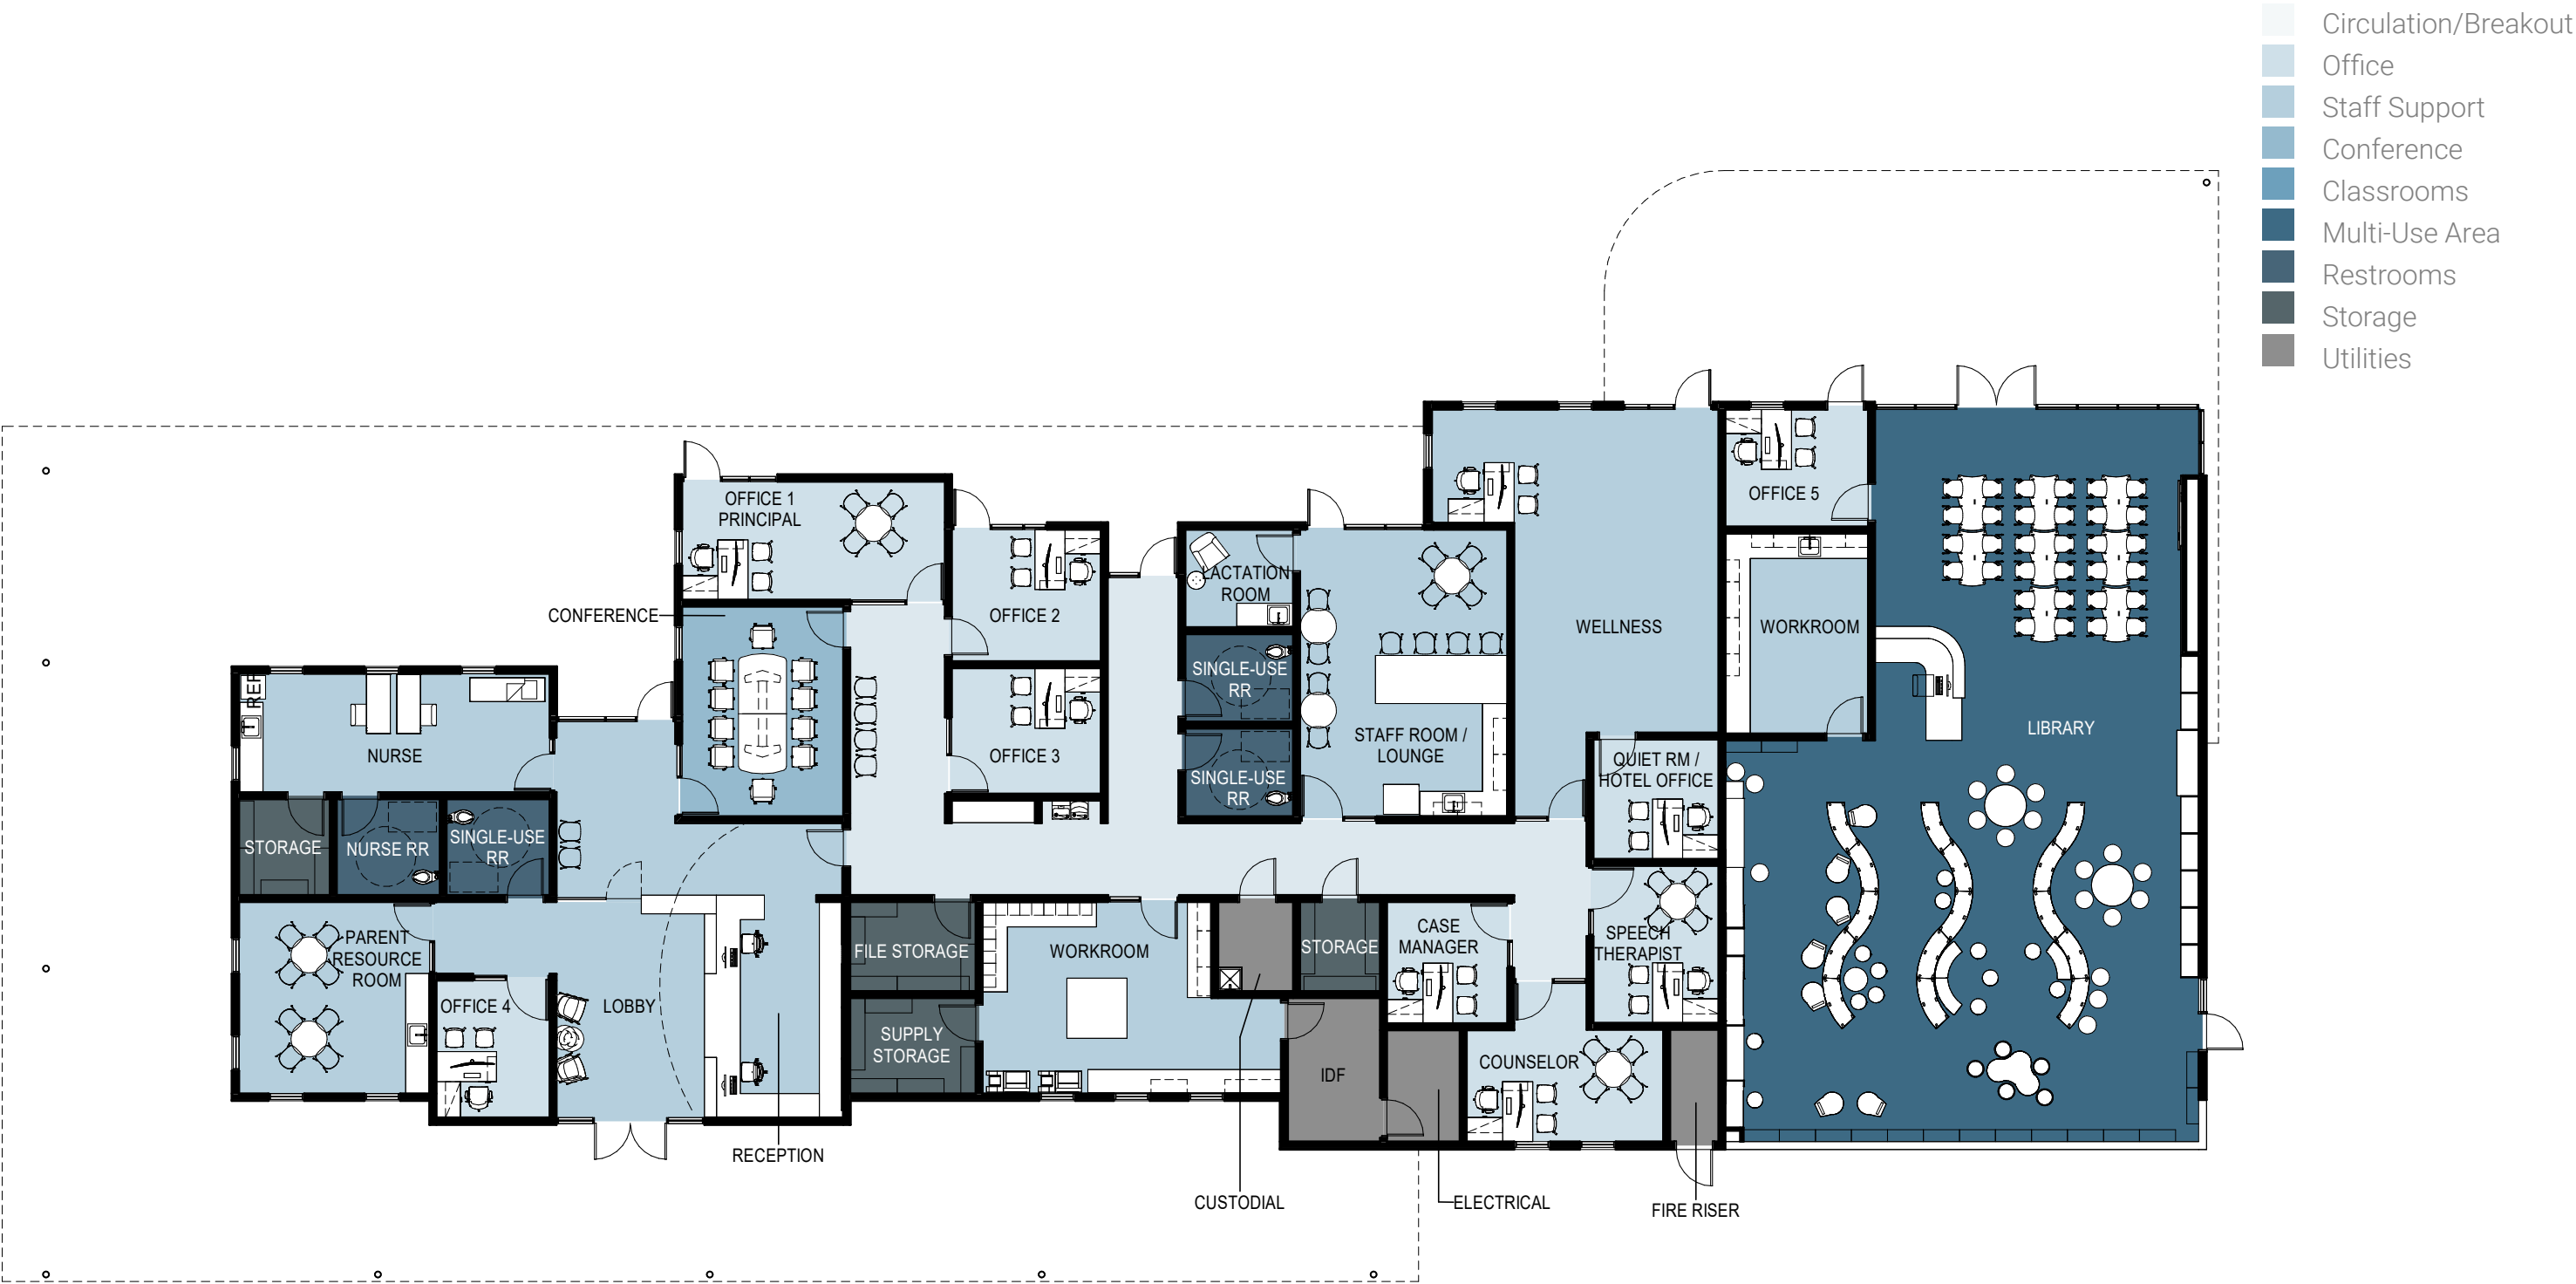 Circulation/Breakout
Office
Staff Support
Conference
Classrooms
Multi-Use Area
Restrooms
Storage
Utilities
OFFICE 1
PRINCIPAL
OFFICE 5
LACTATION
ROOM
CONFERENCE
OFFICE 2
WELLNESS
WORKROOM
REF
SINGLE-USE
RR
LIBRARY
NURSE
OFFICE 3
STAFF ROOM /
LOUNGE
QUIET RM /
HOTEL OFFICE
SINGLE-USE
RR
STORAGE
NURSE RR
SINGLE-USE
RR
PARENT
RESOURCE
ROOM
FILE STORAGE
WORKROOM
STORAGE
CASE
MANAGER
SPEECH
THERAPIST
OFFICE 4
LOBBY
SUPPLY
STORAGE
IDF
COUNSELOR
RECEPTION
CUSTODIAL
ELECTRICAL
FIRE RISER